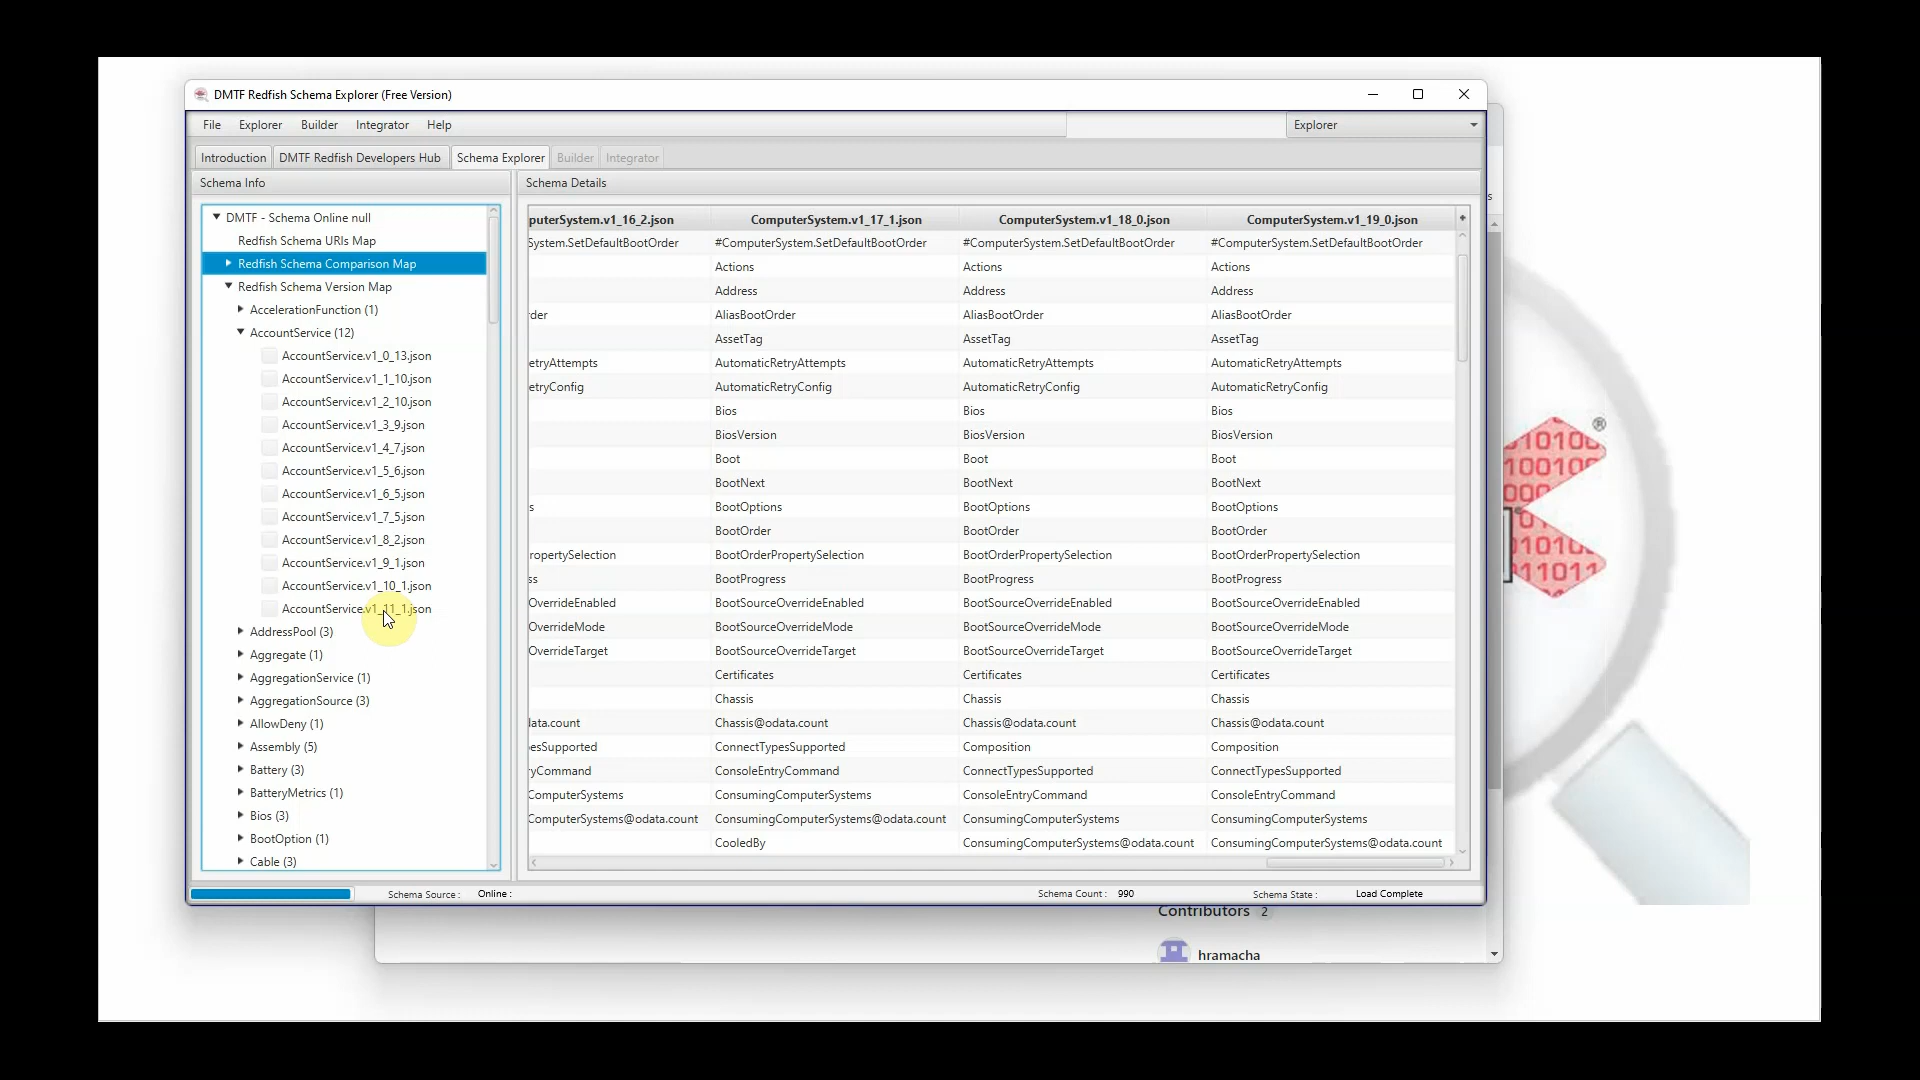 DMTF Redfish Schema Explorer (Free Version)
File Explorer Builder Integrator Help
Explorer
Introduction DMTF Redfish Developers Hub Schema Explorer Builder Integrator
Schema Info
DMTF - Schema Online null
Redfish Schema URIs Map
Redfish Schema Comparison Map
Redfish Schema Version Map
AccelerationFunction (1)
AccountService (12)
AccountService.v1_0_13.json
AccountService.v1_1_10.json
AccountService.v1_2_10.json
AccountService.v1_3_9.json
AccountService.v1_4_7.json
AccountService.v1_5_6.json
AccountService.v1_6_5.json
AccountService.v1_7_5.json
AccountService.v1_8_2.json
AccountService.v1_9_1.json
AccountService.v1_10_1.json
AccountService.v1_11_1.json
AddressPool (3)
Aggregate (1)
AggregationService (1)
AggregationSource (3)
AllowDeny (1)
Assembly (5)
Battery (3)
BatteryMetrics (1)
Bios (3)
BootOption (1)
Cable (3)
Schema Details
puterSystem.v1_16_2.json ComputerSystem.v1_17_1.json ComputerSystem.v1_18_0.json ComputerSystem.v1_19_0.json
System.SetDefaultBootOrder #ComputerSystem.SetDefaultBootOrder #ComputerSystem.SetDefaultBootOrder #ComputerSystem.SetDefaultBootOrder
Actions Actions Actions
Address Address Address
der AliasBootOrder AliasBootOrder AliasBootOrder
AssetTag AssetTag AssetTag
etryAttempts AutomaticRetryAttempts AutomaticRetryAttempts AutomaticRetryAttempts
etryConfig AutomaticRetryConfig AutomaticRetryConfig AutomaticRetryConfig
Bios Bios Bios
BiosVersion BiosVersion BiosVersion
Boot Boot Boot
BootNext BootNext BootNext
s BootOptions BootOptions BootOptions
BootOrder BootOrder BootOrder
ropertySelection BootOrderPropertySelection BootOrderPropertySelection BootOrderPropertySelection
ss BootProgress BootProgress BootProgress
OverrideEnabled BootSourceOverrideEnabled BootSourceOverrideEnabled BootSourceOverrideEnabled
OverrideMode BootSourceOverrideMode BootSourceOverrideMode BootSourceOverrideMode
OverrideTarget BootSourceOverrideTarget BootSourceOverrideTarget BootSourceOverrideTarget
Certificates Certificates Certificates
Chassis Chassis Chassis
data.count Chassis@odata.count Chassis@odata.count Chassis@odata.count
esSupported ConnectTypesSupported Composition Composition
yCommand ConsoleEntryCommand ConnectTypesSupported ConnectTypesSupported
ComputerSystems ConsumingComputerSystems ConsoleEntryCommand ConsoleEntryCommand
ComputerSystems@odata.count ConsumingComputerSystems@odata.count ConsumingComputerSystems ConsumingComputerSystems
CooledBy ConsumingComputerSystems@odata.count ConsumingComputerSystems@odata.count
Schema Source : Online : Schema Count : 990 Schema State : Load Complete
Contributors 2
hramacha